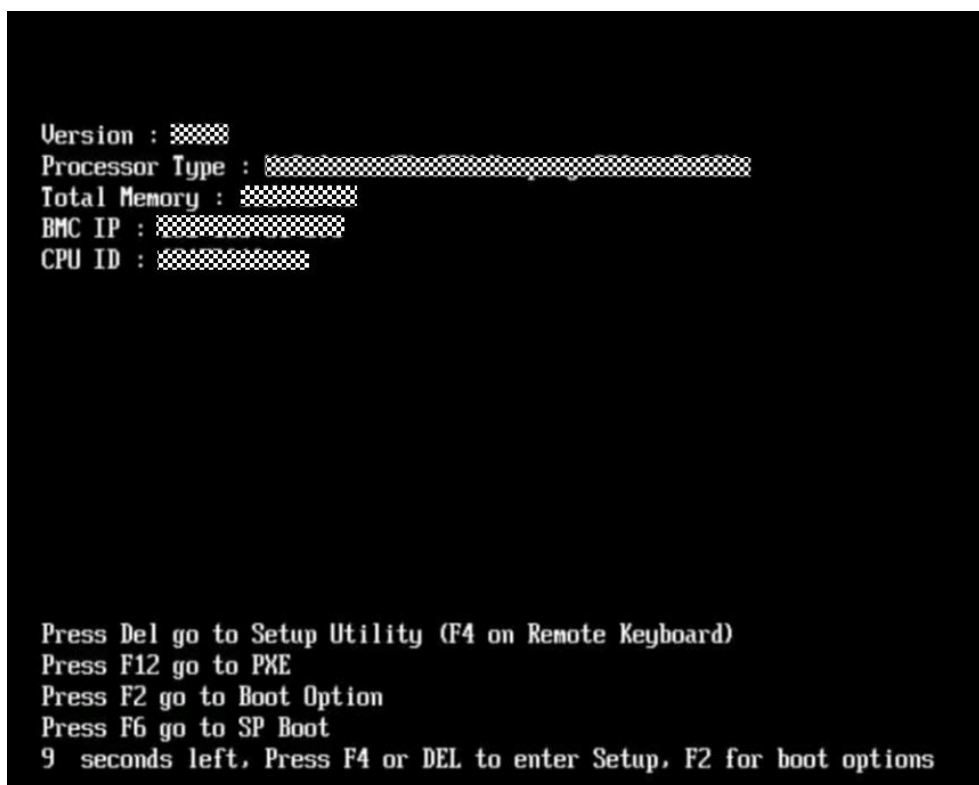 Version :
Processor Type :
Total Memory :
BMC IP :
CPU ID :
Press Del go to Setup Utility (F4 on Remote Keyboard)
Press F12 go to PXE
Press F2 go to Boot Option
Press F6 go to SP Boot
9 seconds left, Press F4 or DEL to enter Setup, F2 for boot options